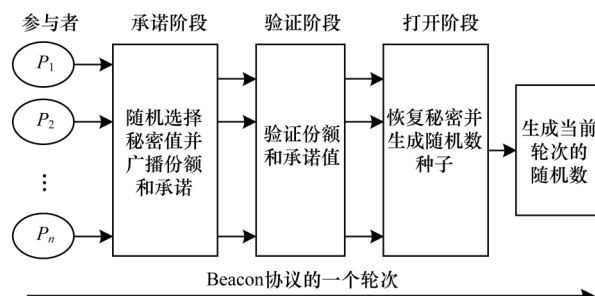 参与者
承诺阶段
验证阶段
打开阶段
P1
P2
⋮
Pn
随机选择
秘密值并
广播份额
和承诺
验证份额
和承诺值
恢复秘密并
生成随机数
种子
生成当前
轮次的
随机数
Beacon协议的一个轮次